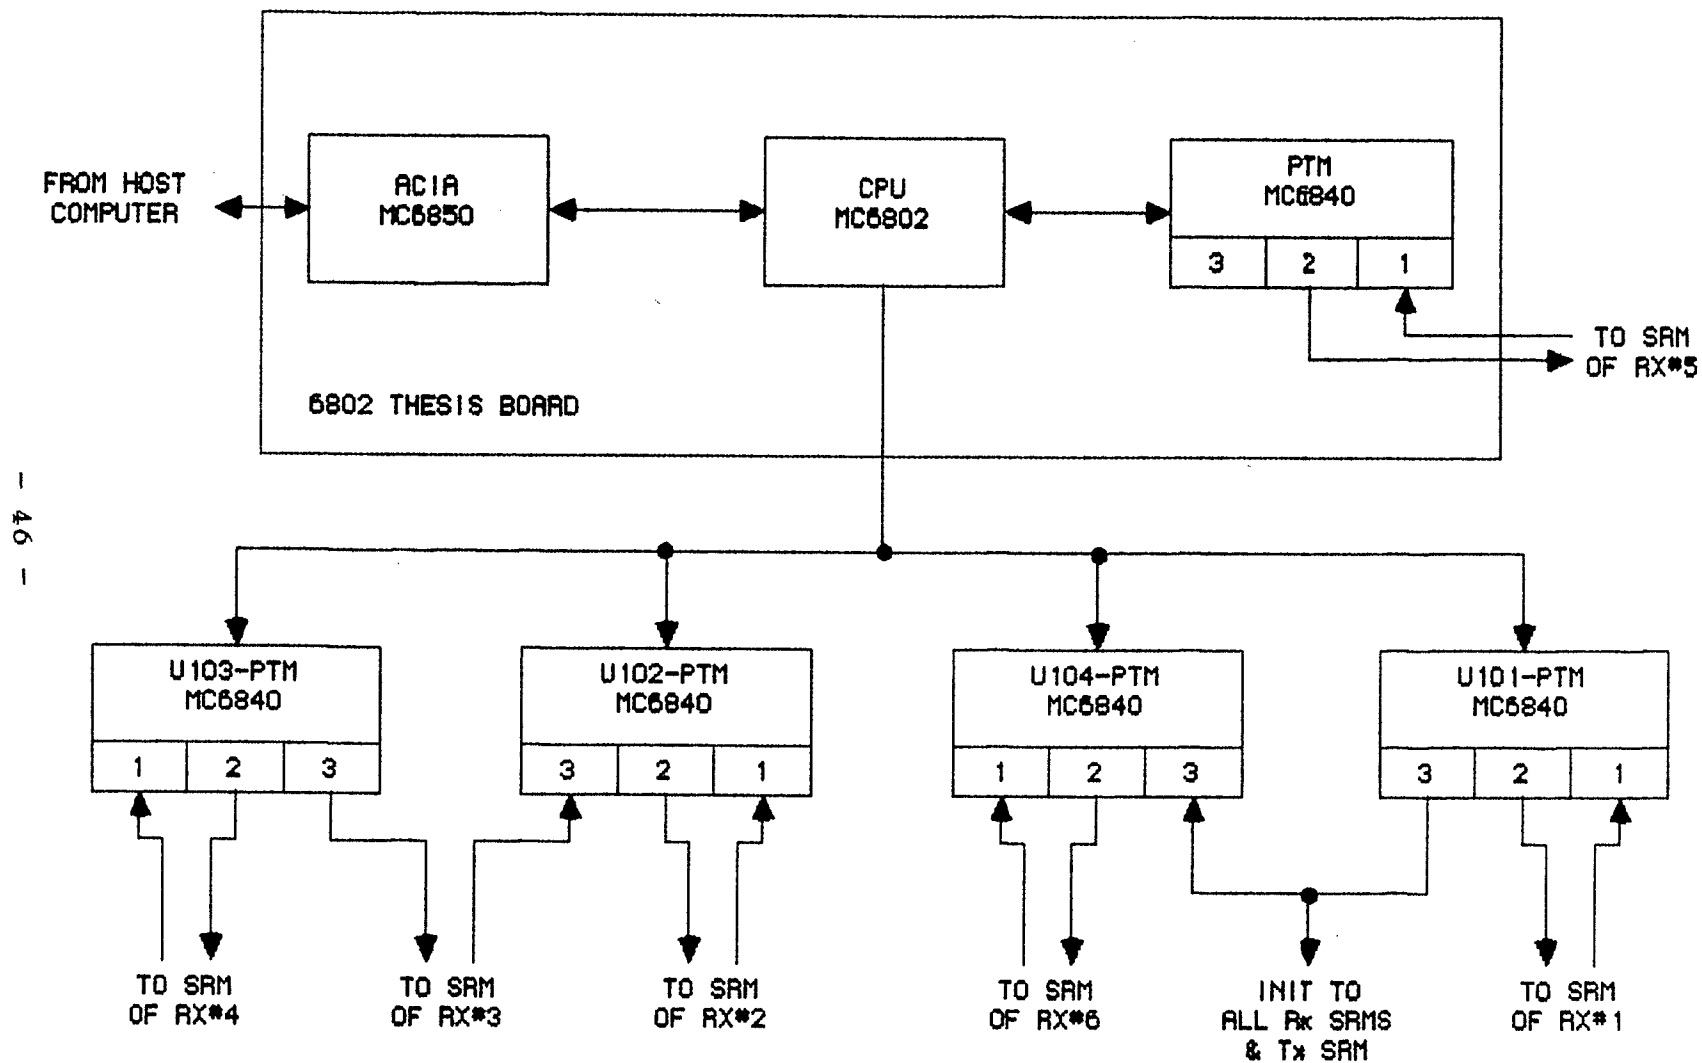 FROM HOST
COMPUTER
ACIA
MC6850
CPU
MC6802
PTM
MC6840
3 2 1
TO SRM
OF RX#5
6802 THESIS BOARD
- 46 -
U103-PTM
MC6840
1 2 3
U102-PTM
MC6840
3 2 1
U104-PTM
MC6840
1 2 3
U101-PTM
MC6840
3 2 1
TO SRM
OF RX#4
TO SRM
OF RX#3
TO SRM
OF RX#2
TO SRM
OF RX#6
INIT TO
ALL Rx SRMS
& Tx SRM
TO SRM
OF RX#1